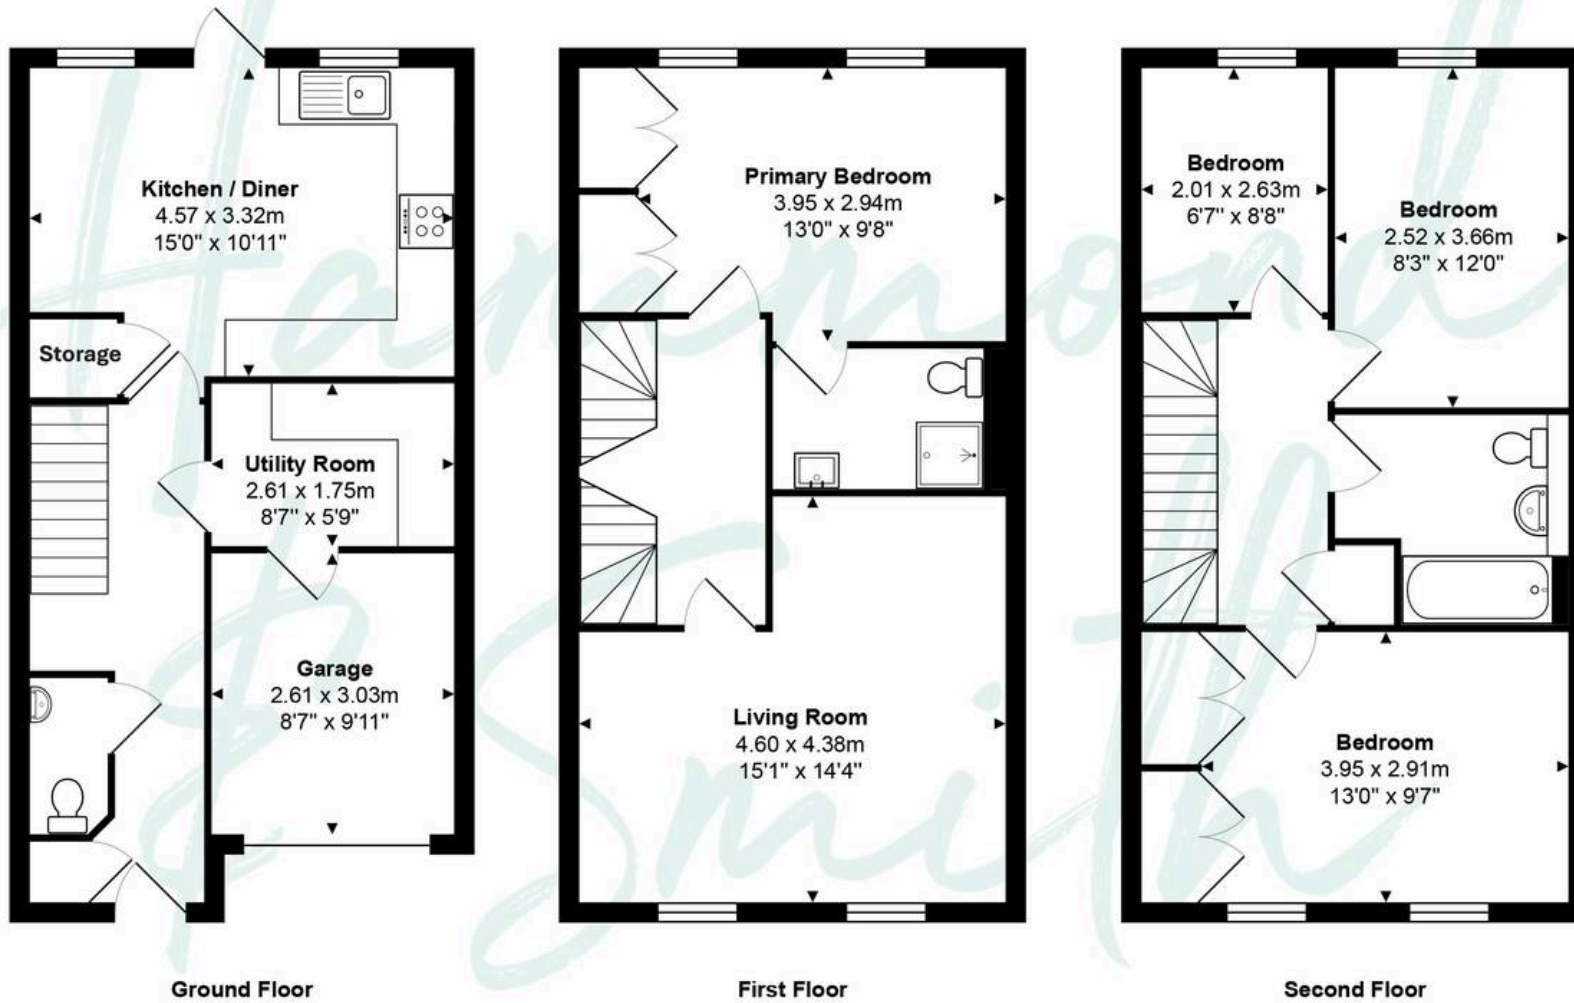 Kitchen / Diner
4.57 x 3.32m
15'0" x 10'11"
Storage
Utility Room
2.61 x 1.75m
8'7" x 5'9"
Garage
2.61 x 3.03m
8'7" x 9'11"
Ground Floor
Primary Bedroom
3.95 x 2.94m
13'0" x 9'8"
Living Room
4.60 x 4.38m
15'1" x 14'4"
First Floor
Bedroom
2.01 x 2.63m
6'7" x 8'8"
Bedroom
2.52 x 3.66m
8'3" x 12'0"
Bedroom
3.95 x 2.91m
13'0" x 9'7"
Second Floor
Hammond
& Smith